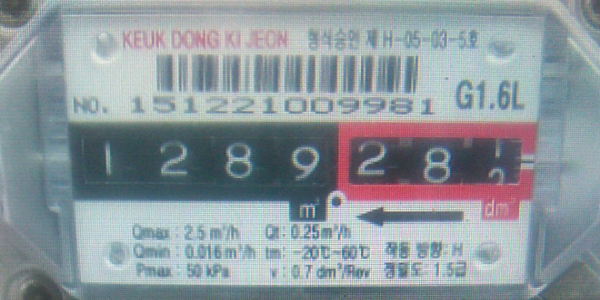 KEUK DONG KI JEON 형식승인 제 H-05-03-5호
NO. 151221009981 G1.6L
1 2 8 9 2 8
m³ dm³
Qmax : 2.5 m³/h Qt: 0.25 m³/h
Qmin : 0.016 m³/h tm: -20℃~60℃ 작동 방향: H
Pmax : 50 kPa v : 0.7 dm³/Rev 정밀도: 1.5급